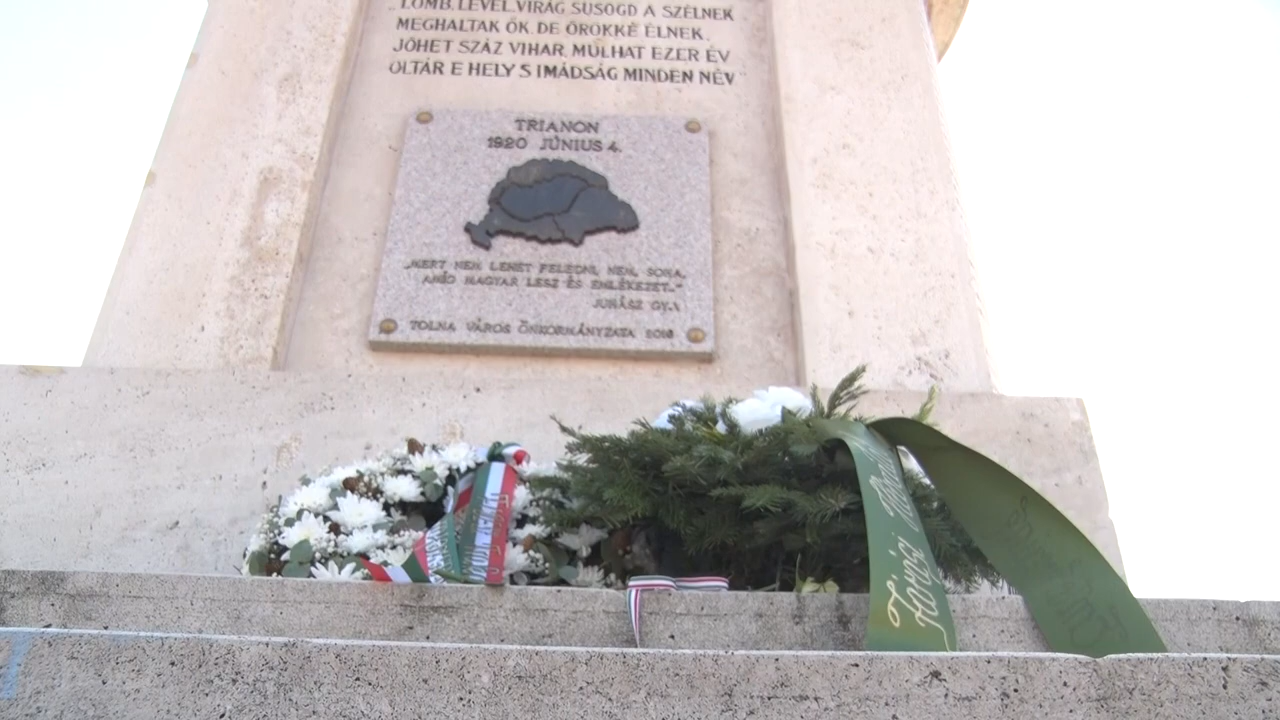 „LOMB, LEVÉL, VIRÁG SUSOGD A SZÉLNEK
MEGHALTAK ŐK, DE ÖRÖKKÉ ÉLNEK,
JÖHET SZÁZ VIHAR, MÚLHAT EZER ÉV
OLTÁR E HELY S IMÁDSÁG MINDEN NÉV"
TRIANON
1920 JÚNIUS 4.
„MERT NEM LEHET FELEDNI, NEM, SOHA,
AMÍG MAGYAR LESZ ÉS EMLÉKEZET..."
JUHÁSZ GY.
TOLNA VÁROS ÖNKORMÁNYZATA 2016